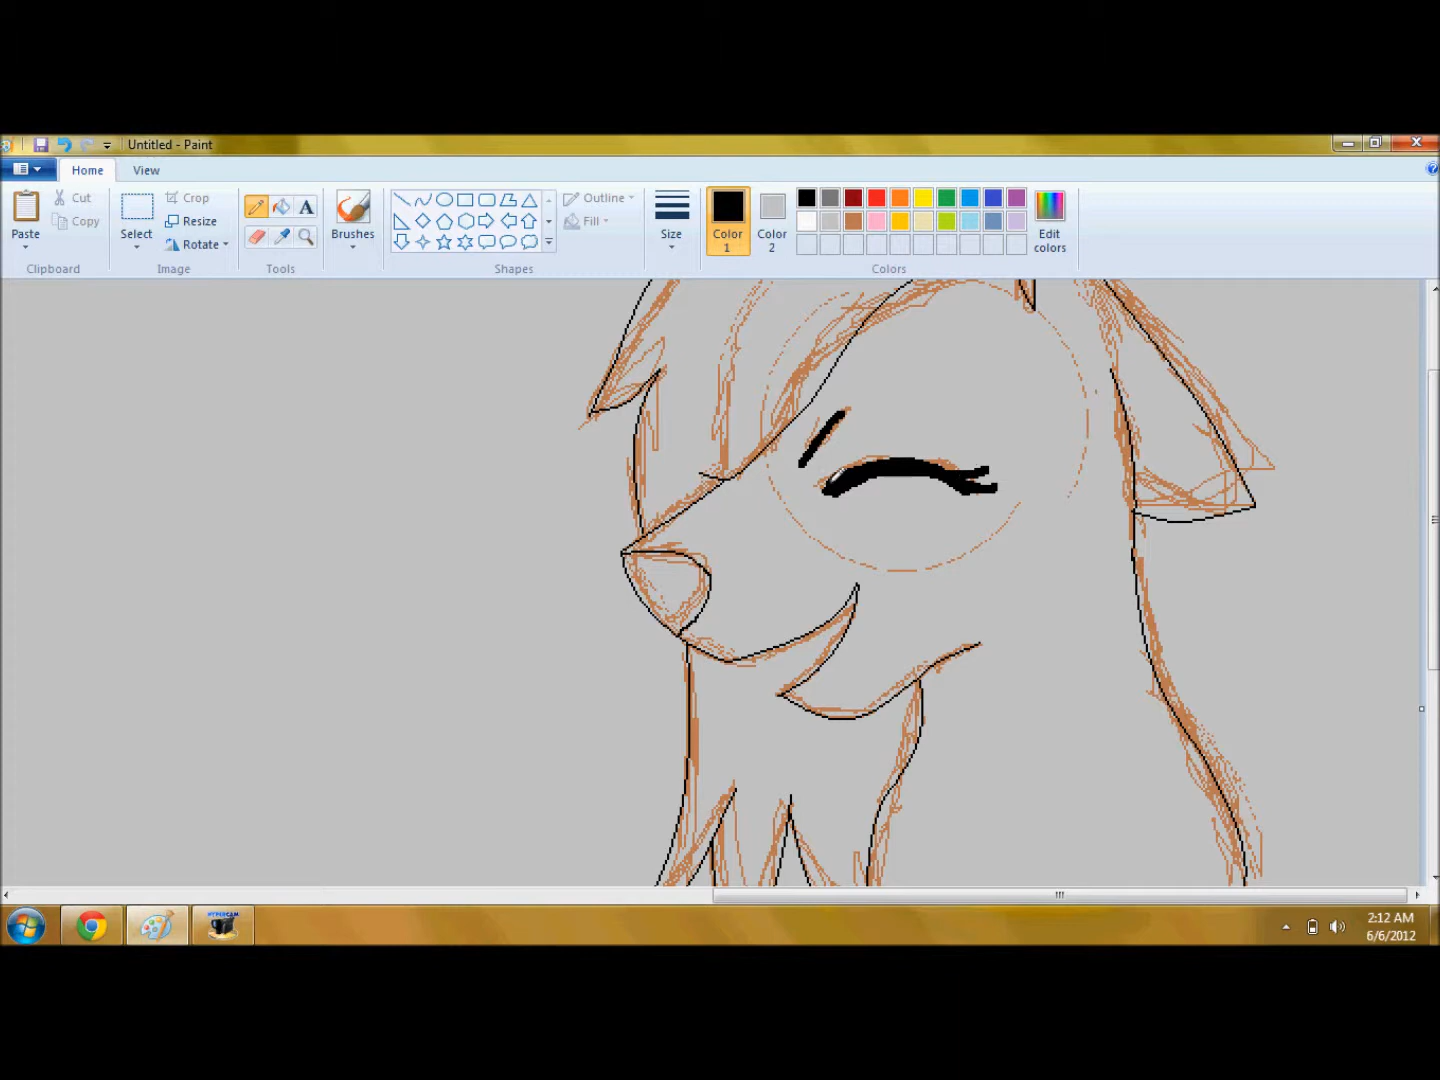 Untitled - Paint
Home View
Paste Cut Copy Clipboard
Select Crop Resize Rotate Image
A
Tools
Brushes
Shapes
Outline
Fill
Size
Color 1
Color 2
Edit colors
Colors
HYPERCAM
2:12 AM
6/6/2012